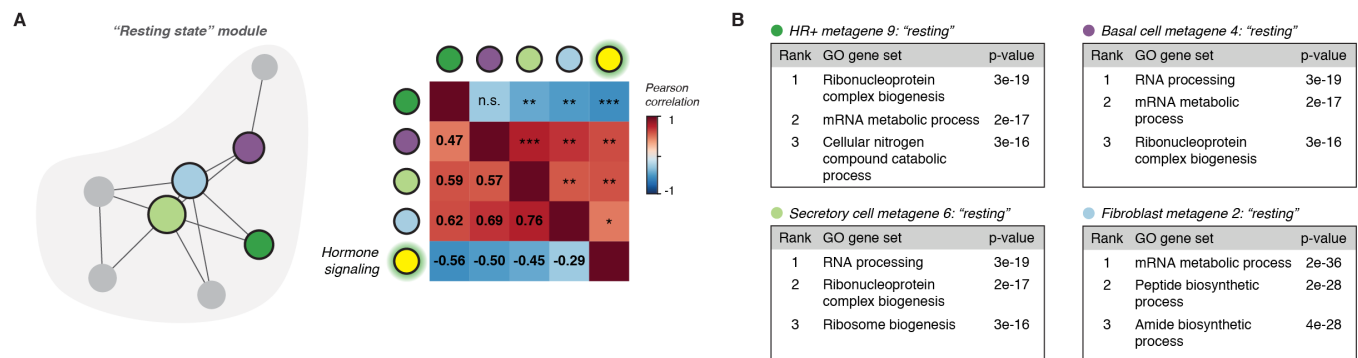 A
"Resting state" module
n.s.
**
**
***
0.47
***
**
**
0.59
0.57
**
**
0.62
0.69
0.76
*
Hormone
signaling
-0.56
-0.50
-0.45
-0.29
Pearson
correlation
1
-1
B
HR+ metagene 9: "resting"
Rank GO gene set p-value
1 Ribonucleoprotein 3e-19
complex biogenesis
2 mRNA metabolic process 2e-17
3 Cellular nitrogen 3e-16
compound catabolic
process
Basal cell metagene 4: "resting"
Rank GO gene set p-value
1 RNA processing 3e-19
2 mRNA metabolic 2e-17
process
3 Ribonucleoprotein 3e-16
complex biogenesis
Secretory cell metagene 6: "resting"
Rank GO gene set p-value
1 RNA processing 3e-19
2 Ribonucleoprotein 2e-17
complex biogenesis
3 Ribosome biogenesis 3e-16
Fibroblast metagene 2: "resting"
Rank GO gene set p-value
1 mRNA metabolic process 2e-36
2 Peptide biosynthetic 2e-28
process
3 Amide biosynthetic 4e-28
process